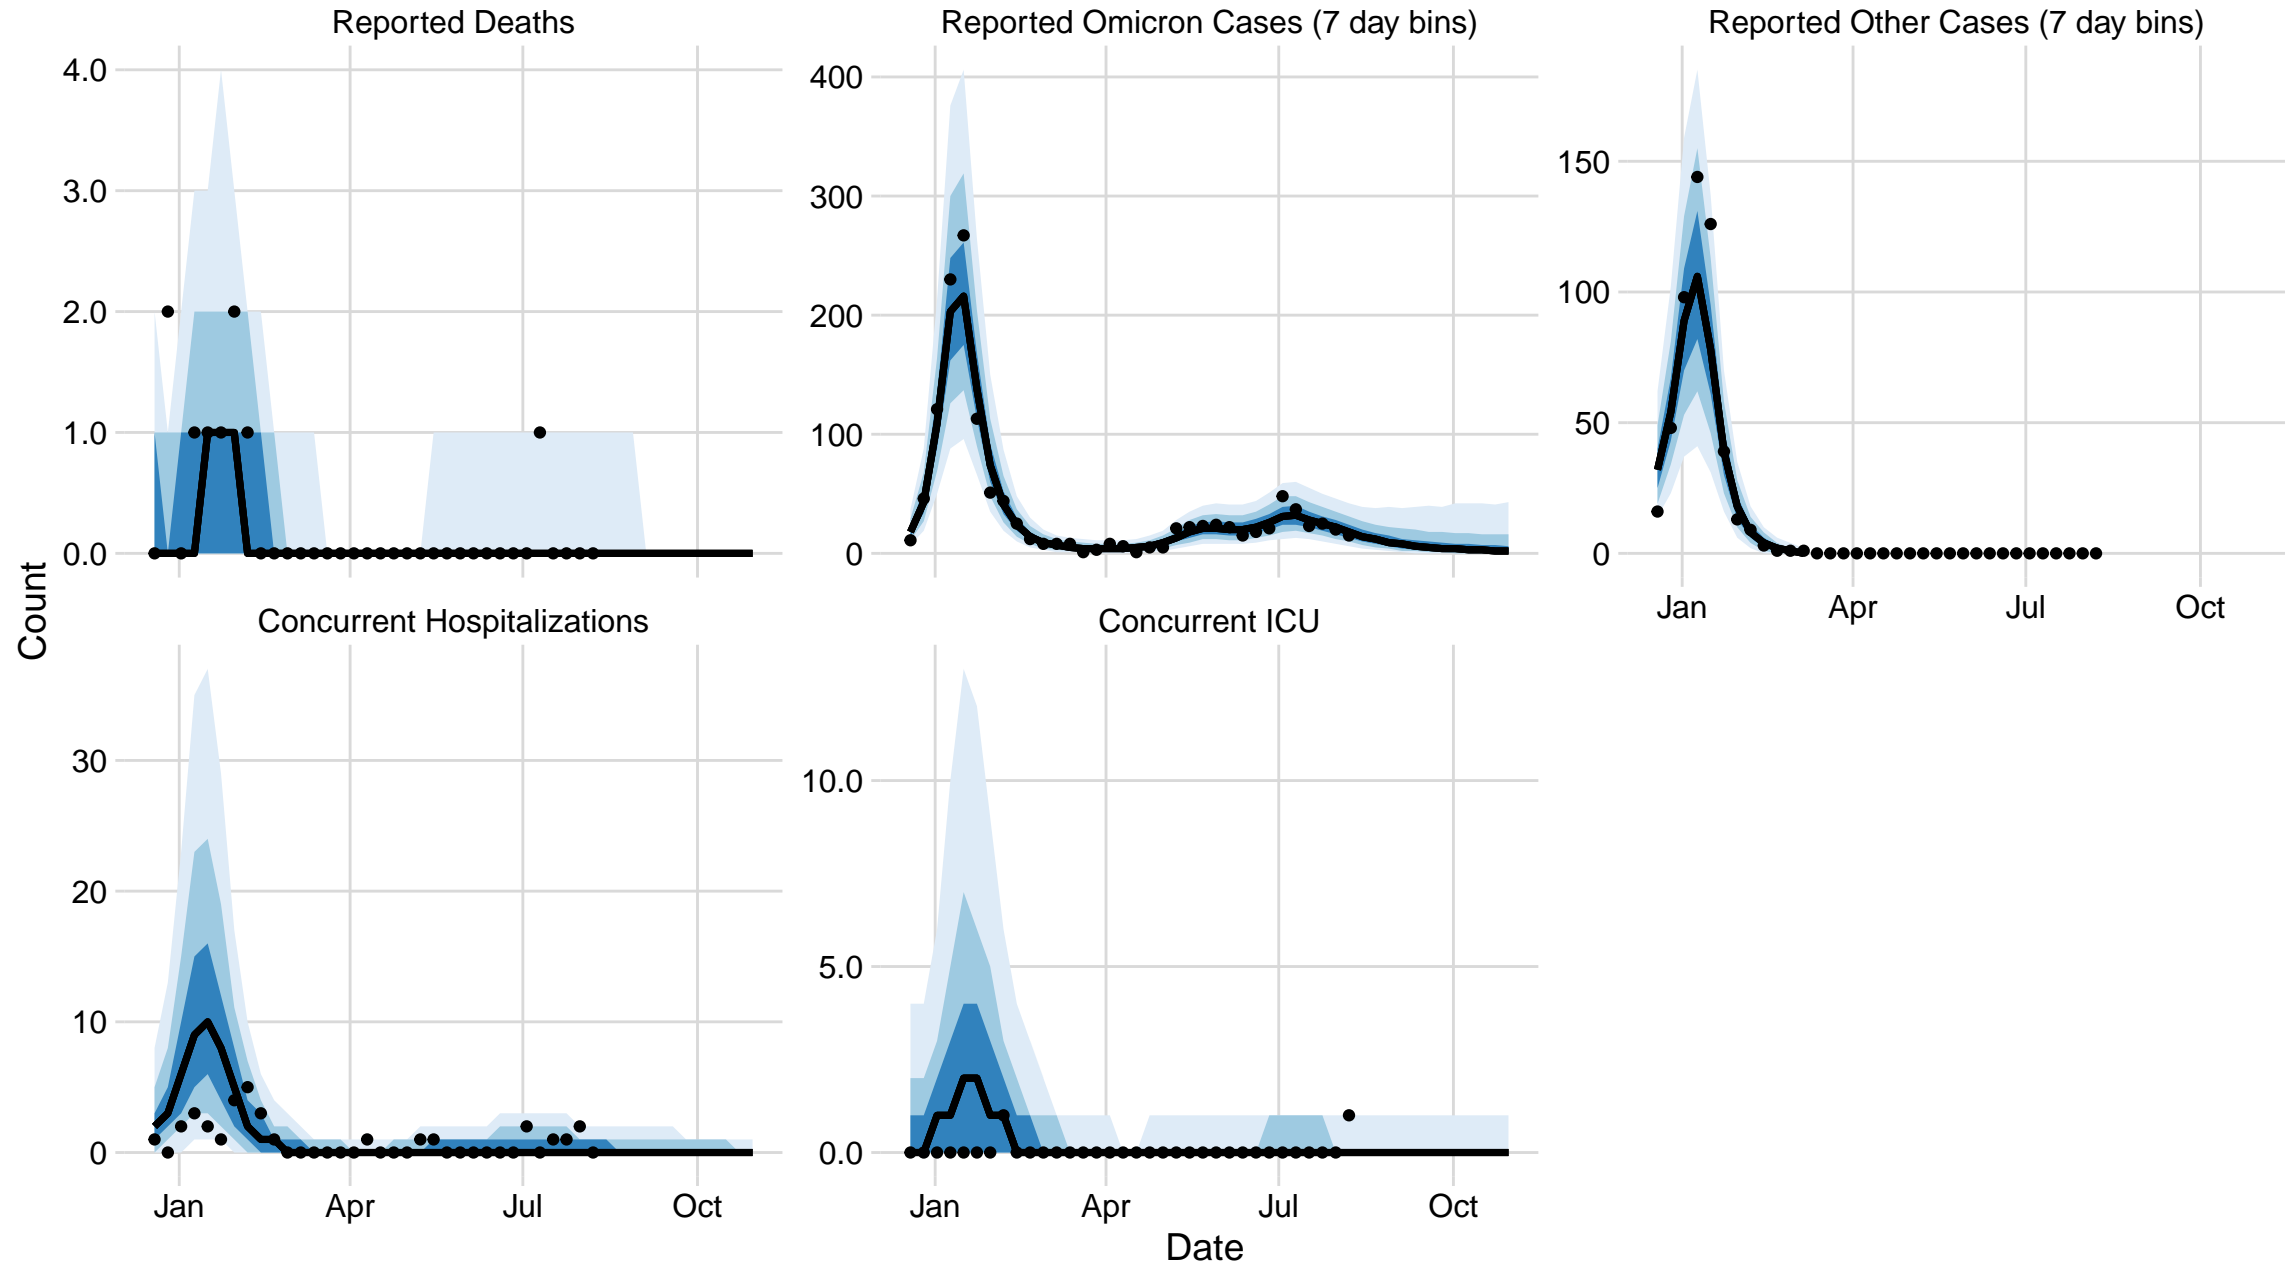 Reported Deaths
Reported Omicron Cases (7 day bins)
Reported Other Cases (7 day bins)
4.0
3.0
2.0
1.0
0.0
400
300
200
100
0
150
100
50
0
Jan Apr Jul Oct
Count
Concurrent Hospitalizations
Concurrent ICU
30
20
10
0
Jan Apr Jul Oct
10.0
5.0
0.0
Jan Apr Jul Oct
Date